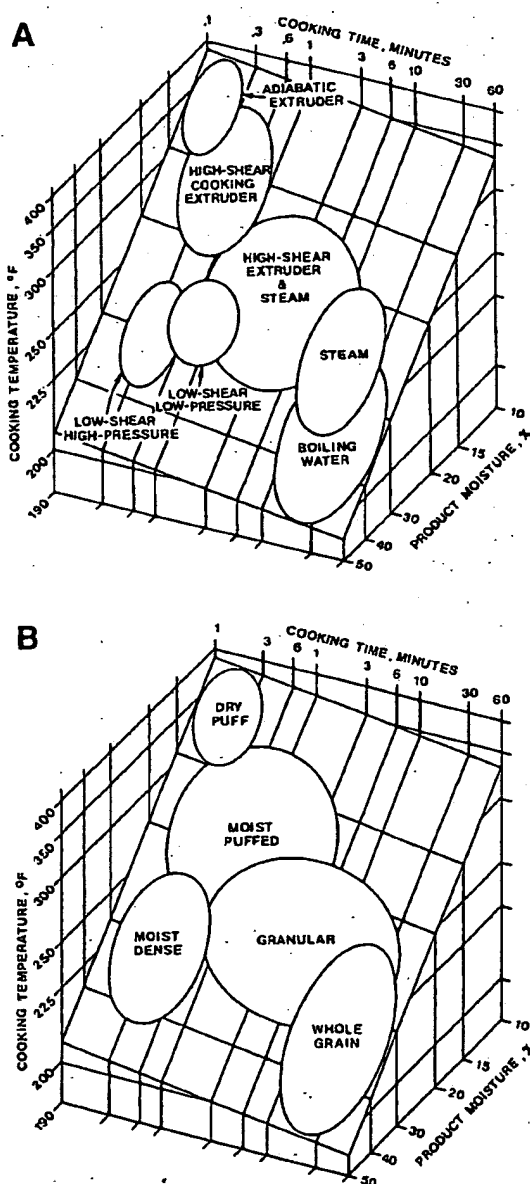 A
COOKING TIME, MINUTES
.1 .3 .6 1 3 6 10 30 60
ADIABATIC
EXTRUDER
HIGH-SHEAR
COOKING
EXTRUDER
HIGH-SHEAR
EXTRUDER
&
STEAM
STEAM
LOW-SHEAR
LOW-PRESSURE
LOW-SHEAR
HIGH-PRESSURE
BOILING
WATER
COOKING TEMPERATURE, °F
400
350
300
250
225
200
190
PRODUCT MOISTURE, %
10
15
20
30
40
50
B
COOKING TIME, MINUTES
1 3 6 1 3 6 10 30 60
DRY
PUFF
MOIST
PUFFED
MOIST
DENSE
GRANULAR
WHOLE
GRAIN
COOKING TEMPERATURE, °F
400
350
300
250
225
200
190
PRODUCT MOISTURE, %
10
15
20
30
40
50